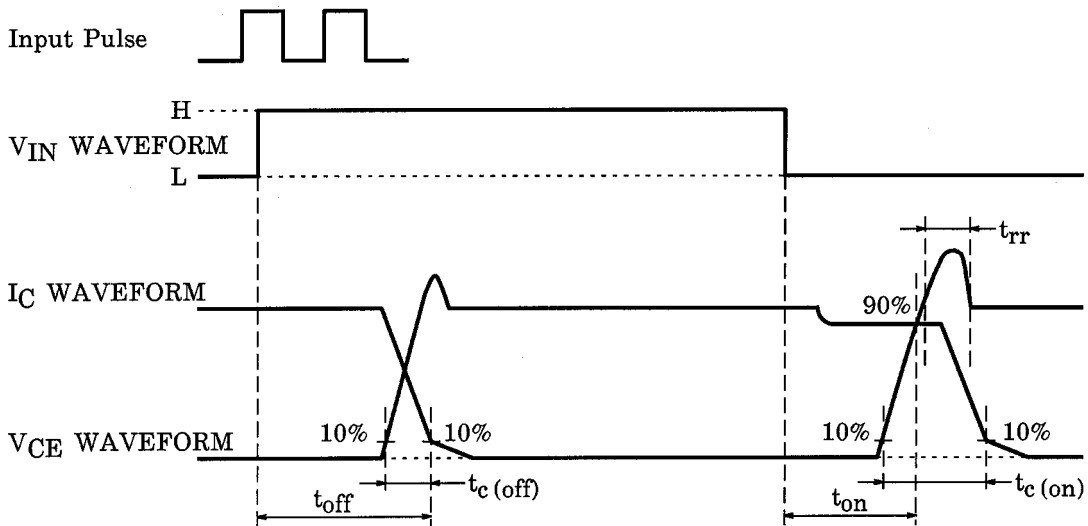 Input Pulse
H
VIN WAVEFORM
L
trr
IC WAVEFORM
90%
10%
10%
10%
10%
VCE WAVEFORM
tc (off)
tc (on)
toff
ton